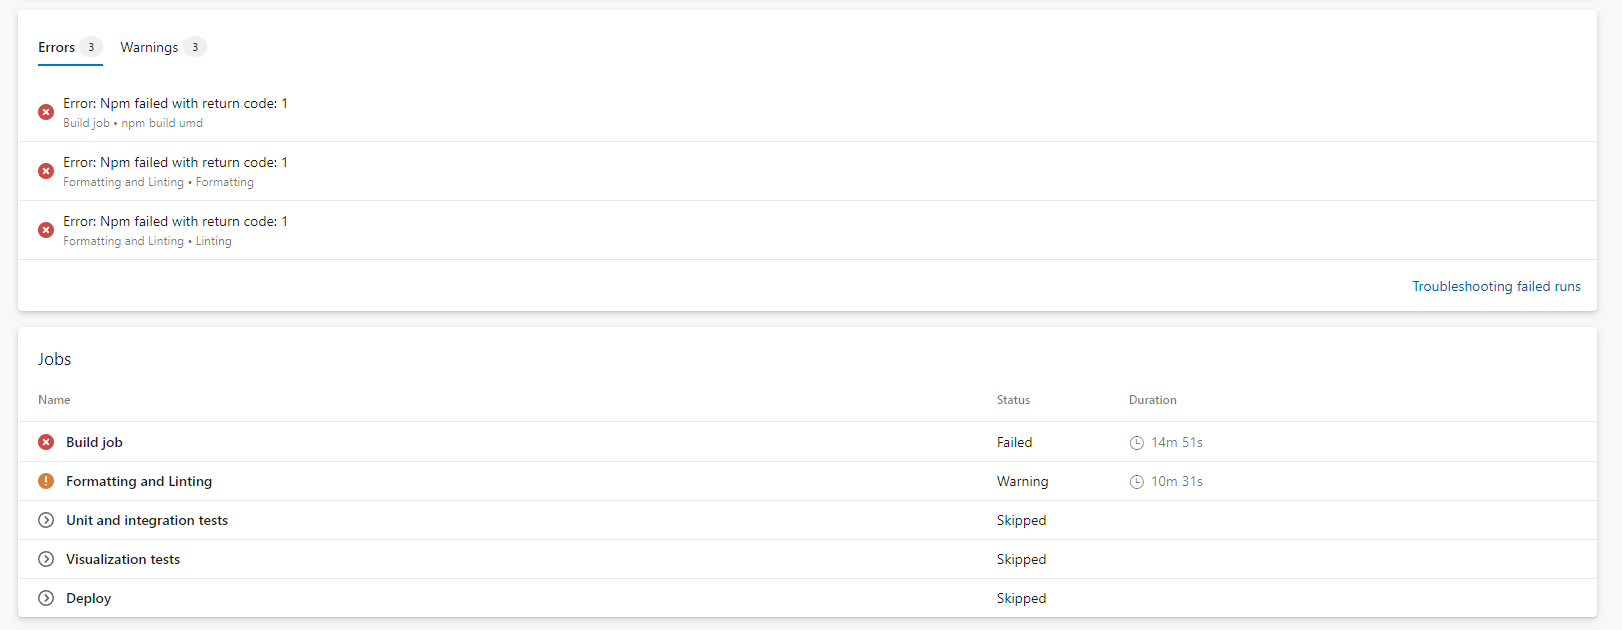 Errors 3 Warnings 3
Error: Npm failed with return code: 1
Build job • npm build umd
Error: Npm failed with return code: 1
Formatting and Linting • Formatting
Error: Npm failed with return code: 1
Formatting and Linting • Linting
Troubleshooting failed runs
Jobs
Name Status Duration
Build job Failed 14m 51s
Formatting and Linting Warning 10m 31s
Unit and integration tests Skipped
Visualization tests Skipped
Deploy Skipped